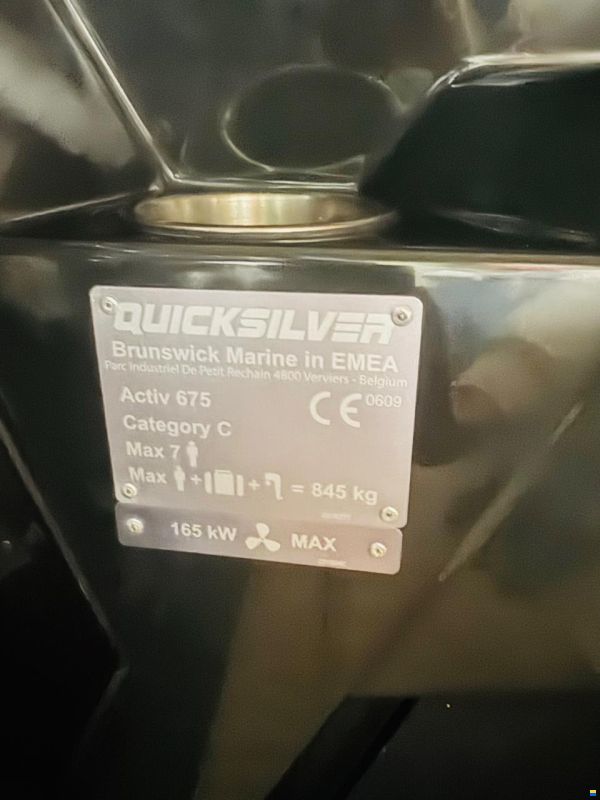 QUICKSILVER
Brunswick Marine in EMEA
Parc Industriel De Petit Rechain 4800 Verviers - Belgium
Activ 675
CE 0609
Category C
Max 7
Max + + = 845 kg
165 kW MAX